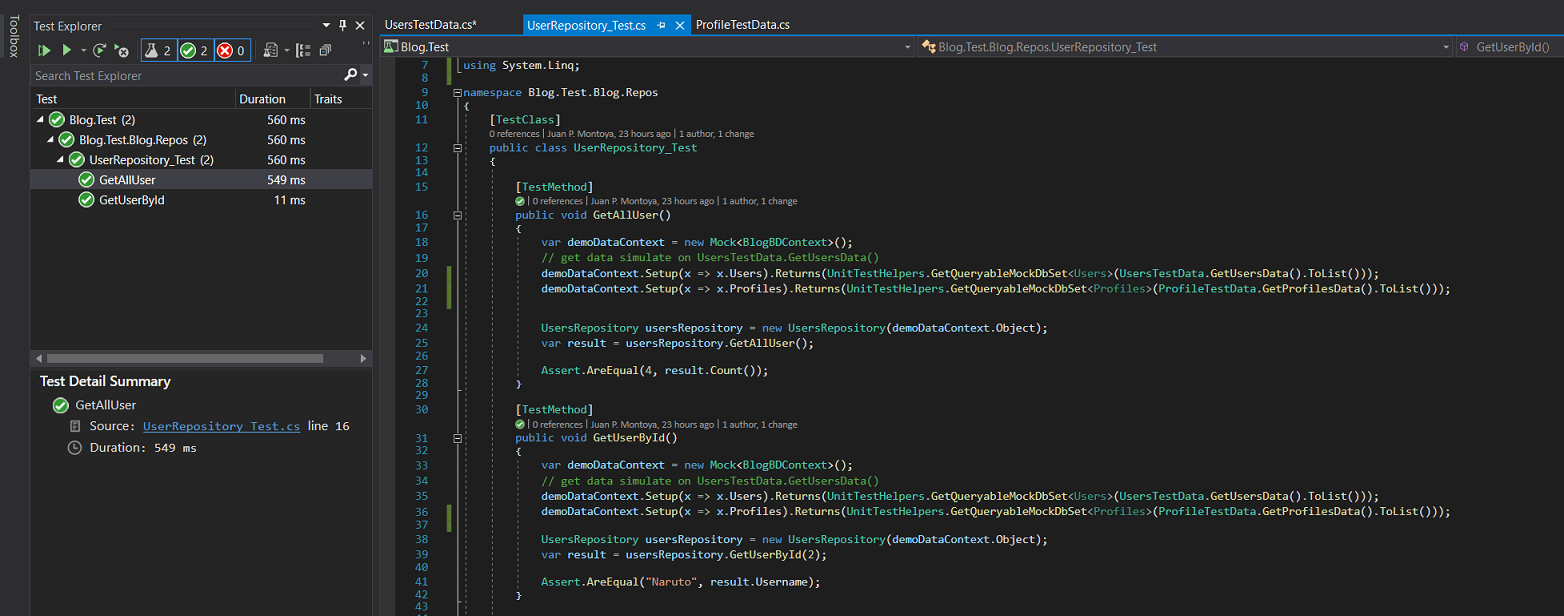 Toolbox
Test Explorer
2 2 0
Search Test Explorer
Test Duration Traits
Blog.Test (2) 560 ms
Blog.Test.Blog.Repos (2) 560 ms
UserRepository_Test (2) 560 ms
GetAllUser 549 ms
GetUserById 11 ms
Test Detail Summary
GetAllUser
Source: UserRepository_Test.cs line 16
Duration: 549 ms
UsersTestData.cs* UserRepository_Test.cs ProfileTestData.cs
Blog.Test Blog.Test.Blog.Repos.UserRepository_Test GetUserById()
7 using System.Linq;
8
9 namespace Blog.Test.Blog.Repos
10 {
11 [TestClass]
0 references | Juan P. Montoya, 23 hours ago | 1 author, 1 change
12 public class UserRepository_Test
13 {
14
15 [TestMethod]
| 0 references | Juan P. Montoya, 23 hours ago | 1 author, 1 change
16 public void GetAllUser()
17 {
18 var demoDataContext = new Mock<BlogBDContext>();
19 // get data simulate on UsersTestData.GetUsersData()
20 demoDataContext.Setup(x => x.Users).Returns(UnitTestHelpers.GetQueryableMockDbSet<Users>(UsersTestData.GetUsersData().ToList()));
21 demoDataContext.Setup(x => x.Profiles).Returns(UnitTestHelpers.GetQueryableMockDbSet<Profiles>(ProfileTestData.GetProfilesData().ToList()));
22
23
24 UsersRepository usersRepository = new UsersRepository(demoDataContext.Object);
25 var result = usersRepository.GetAllUser();
26
27 Assert.AreEqual(4, result.Count());
28 }
29
30 [TestMethod]
| 0 references | Juan P. Montoya, 23 hours ago | 1 author, 1 change
31 public void GetUserById()
32 {
33 var demoDataContext = new Mock<BlogBDContext>();
34 // get data simulate on UsersTestData.GetUsersData()
35 demoDataContext.Setup(x => x.Users).Returns(UnitTestHelpers.GetQueryableMockDbSet<Users>(UsersTestData.GetUsersData().ToList()));
36 demoDataContext.Setup(x => x.Profiles).Returns(UnitTestHelpers.GetQueryableMockDbSet<Profiles>(ProfileTestData.GetProfilesData().ToList()));
37
38 UsersRepository usersRepository = new UsersRepository(demoDataContext.Object);
39 var result = usersRepository.GetUserById(2);
40
41 Assert.AreEqual("Naruto", result.Username);
42 }
43